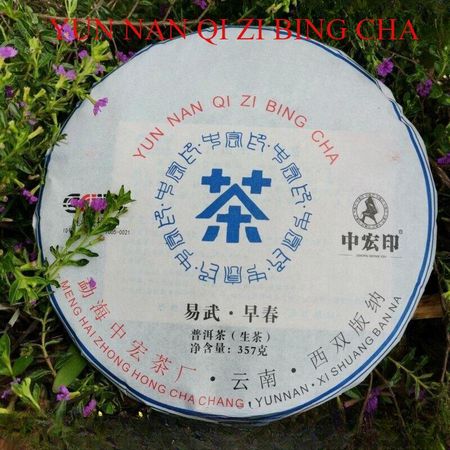 YUN NAN QI ZI BING CHA
YUN NAN QI ZI BING CHA
茶
中宏印
易武·早春
普洱茶（生茶）
净含量：357克
勐海中宏茶厂·云南·西双版纳
MENG HAI ZHONG HONG CHA CHANG·YUNNAN·XI SHUANG BAN NA